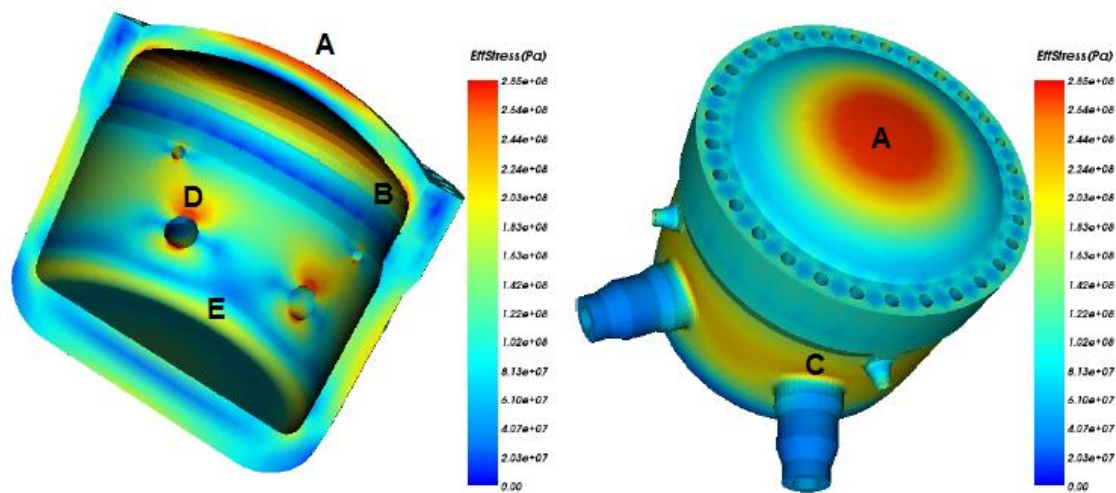 A
EffStress(Pa)
2.85e+08
2.64e+08
2.44e+08
2.24e+08
2.03e+08
1.83e+08
1.63e+08
1.42e+08
1.22e+08
1.02e+08
8.13e+07
6.10e+07
4.07e+07
2.03e+07
0.00
B
D
E
EffStress(Pa)
2.85e+08
2.64e+08
2.44e+08
2.24e+08
2.03e+08
1.83e+08
1.63e+08
1.42e+08
1.22e+08
1.02e+08
8.13e+07
6.10e+07
4.07e+07
2.03e+07
0.00
A
C